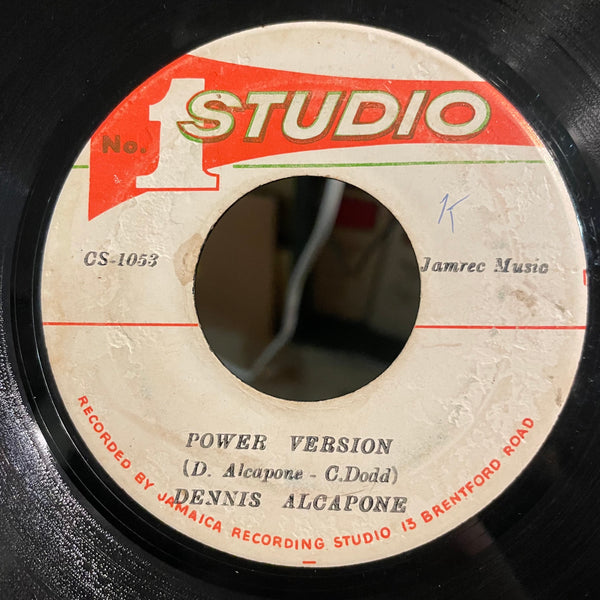 No. 1 STUDIO
K
CS-1053
Jamrec Music
POWER VERSION
(D. Alcapone - C.Dodd)
DENNIS ALCAPONE
RECORDED BY JAMAICA RECORDING STUDIO 13 BRENTFORD ROAD